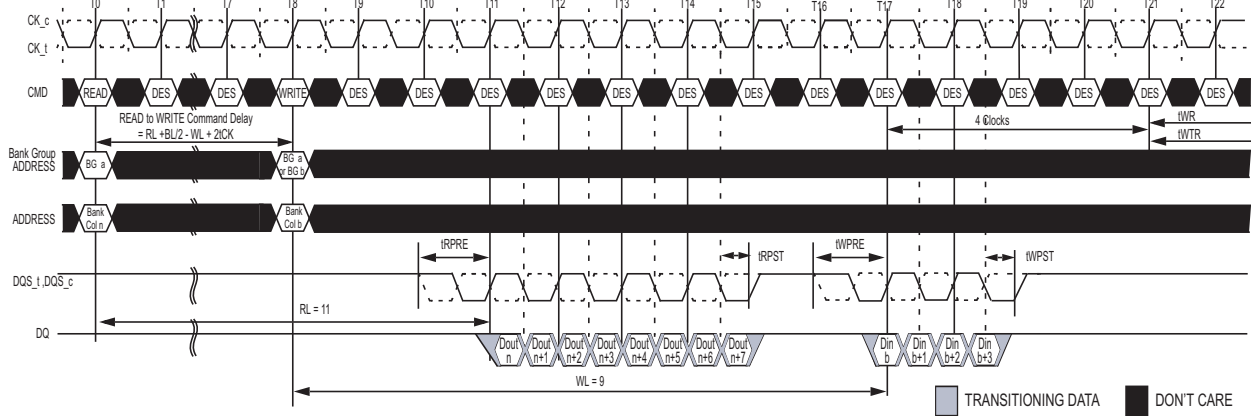 T0 T1 T7 T8 T9 T10 T11 T12 T13 T14 T15 T16 T17 T18 T19 T20 T21 T22
CK_c
CK_t
CMD READ DES DES WRITE DES DES DES DES DES DES DES DES DES DES DES DES DES DES
READ to WRITE Command Delay
= RL +BL/2 - WL + 2tCK
4 Clocks
tWR
tWTR
Bank Group
ADDRESS
BG a
BG a
or BG b
ADDRESS
Bank
Col n
Bank
Col b
tRPRE
tRPST
tWPRE
tWPST
DQS_t ,DQS_c
RL = 11
DQ
Dout
n
Dout
n+1
Dout
n+2
Dout
n+3
Dout
n+4
Dout
n+5
Dout
n+6
Dout
n+7
Din
b
Din
b+1
Din
b+2
Din
b+3
WL = 9
TRANSITIONING DATA
DON'T CARE